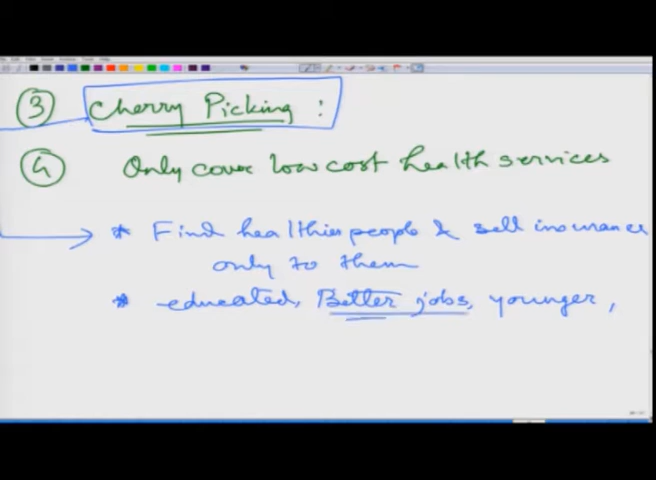 ③ Cherry Picking :
④ Only cover low cost health services
* Find healthier people & sell insurance
only to them
* educated, Better jobs, younger,